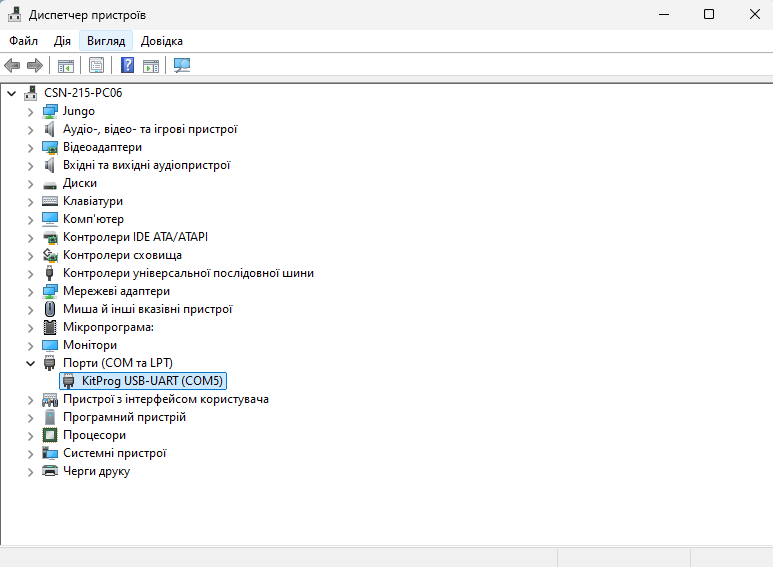 Диспетчер пристроїв
Файл Дія Вигляд Довідка
CSN-215-PC06
Jungo
Аудіо-, відео- та ігрові пристрої
Відеоадаптери
Вхідні та вихідні аудіопристрої
Диски
Клавіатури
Комп'ютер
Контролери IDE ATA/ATAPI
Контролери сховища
Контролери універсальної послідовної шини
Мережеві адаптери
Миша й інші вказівні пристрої
Мікропрограма:
Монітори
Порти (COM та LPT)
KitProg USB-UART (COM5)
Пристрої з інтерфейсом користувача
Програмний пристрій
Процесори
Системні пристрої
Черги друку